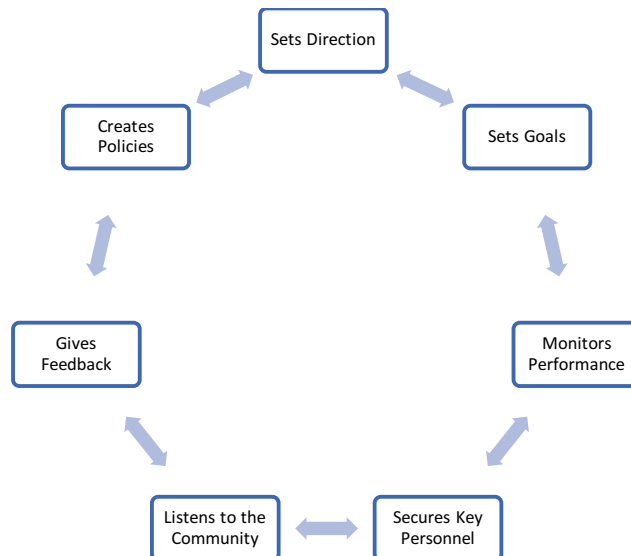 Sets Direction
Sets Goals
Monitors
Performance
Secures Key
Personnel
Listens to the
Community
Gives
Feedback
Creates
Policies